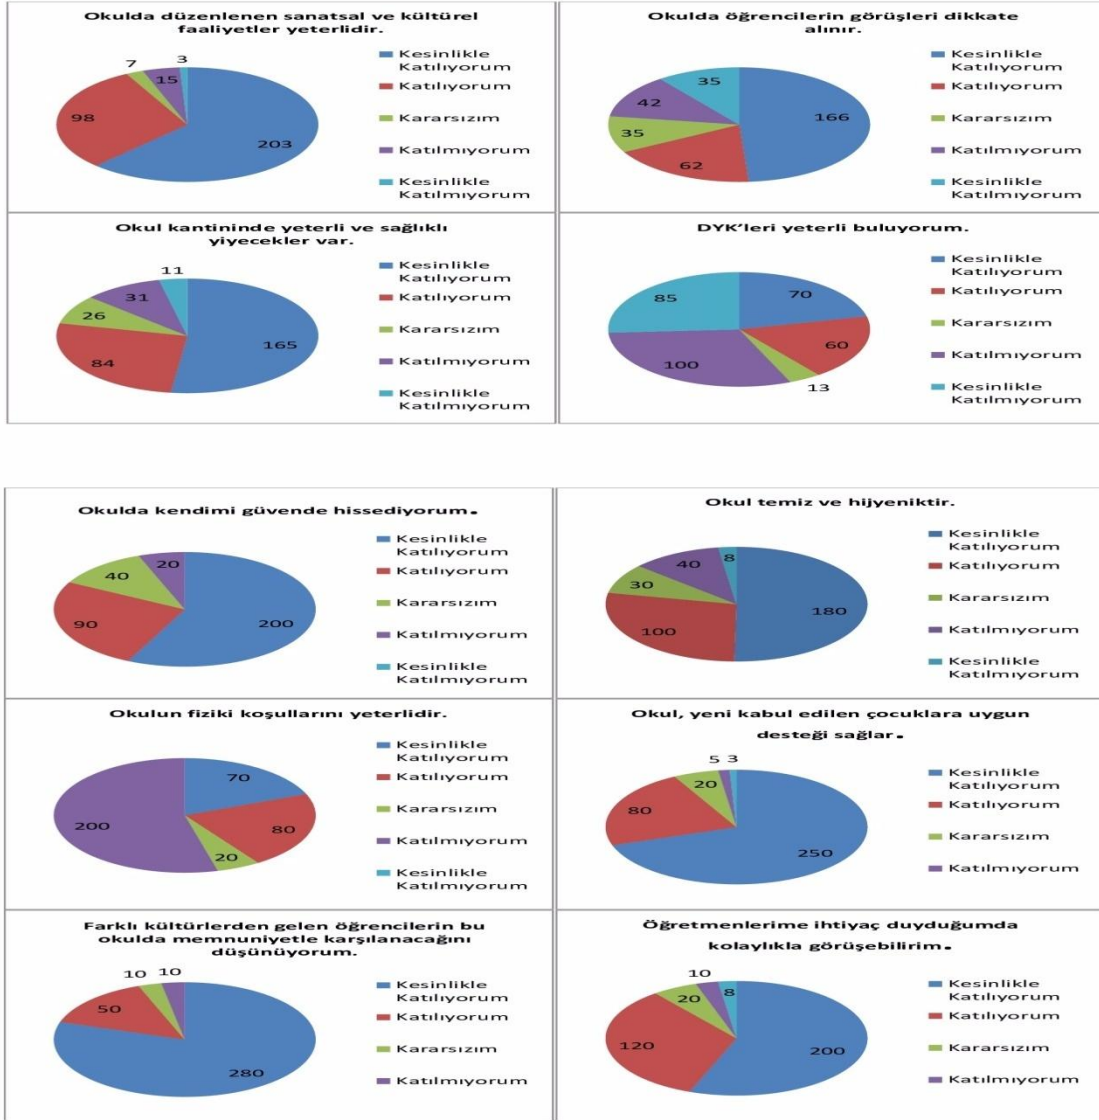 Okulda düzenlenen sanatsal ve kültürel
faaliyetler yeterlidir.
7
3
15
98
203
Kesinlikle
Katılıyorum
Katılıyorum
Kararsızım
Katılmıyorum
Kesinlikle
Katılmıyorum
Okulda öğrencilerin görüşleri dikkate
alınır.
35
42
166
35
62
Kesinlikle
Katılıyorum
Katılıyorum
Kararsızım
Katılmıyorum
Kesinlikle
Katılmıyorum
Okul kantininde yeterli ve sağlıklı
yiyecekler var.
11
31
26
165
84
Kesinlikle
Katılıyorum
Katılıyorum
Kararsızım
Katılmıyorum
Kesinlikle
Katılmıyorum
DYK’leri yeterli buluyorum.
85
70
60
100
13
Kesinlikle
Katılıyorum
Katılıyorum
Kararsızım
Katılmıyorum
Kesinlikle
Katılmıyorum
Okulda kendimi güvende hissediyorum.
20
40
90
200
Kesinlikle
Katılıyorum
Katılıyorum
Kararsızım
Katılmıyorum
Kesinlikle
Katılmıyorum
Okul temiz ve hijyeniktir.
8
40
30
180
100
Kesinlikle
Katılıyorum
Katılıyorum
Kararsızım
Katılmıyorum
Kesinlikle
Katılmıyorum
Okulun fiziki koşullarını yeterlidir.
70
200
80
20
Kesinlikle
Katılıyorum
Katılıyorum
Kararsızım
Katılmıyorum
Kesinlikle
Katılmıyorum
Okul, yeni kabul edilen çocuklara uygun
desteği sağlar.
5 3
20
80
250
Kesinlikle
Katılıyorum
Katılıyorum
Kararsızım
Katılmıyorum
Farklı kültürlerden gelen öğrencilerin bu
okulda memnuniyetle karşılanacağını
düşünüyorum.
10 10
50
280
Kesinlikle
Katılıyorum
Katılıyorum
Kararsızım
Katılmıyorum
Öğretmenlerime ihtiyaç duyduğumda
kolaylıkla görüşebilirim.
10
8
20
120
200
Kesinlikle
Katılıyorum
Katılıyorum
Kararsızım
Katılmıyorum